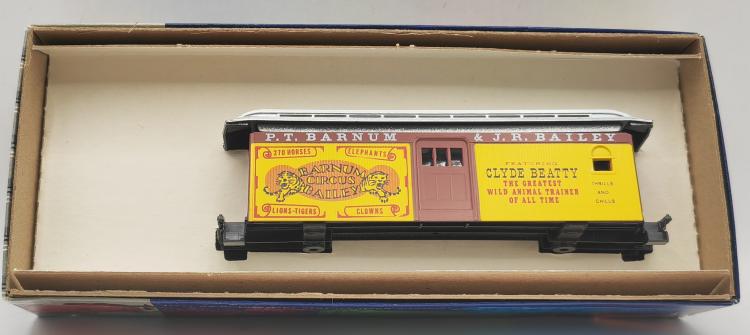 P.T. BARNUM & J.R. BAILEY
270 HORSES ELEPHANTS
BARNUM
CIRCUS
BAILEY
LIONS-TIGERS CLOWNS
FEATURING
CLYDE BEATTY
THE GREATEST
WILD ANIMAL TRAINER
OF ALL TIME
THRILLS
AND
CHILLS